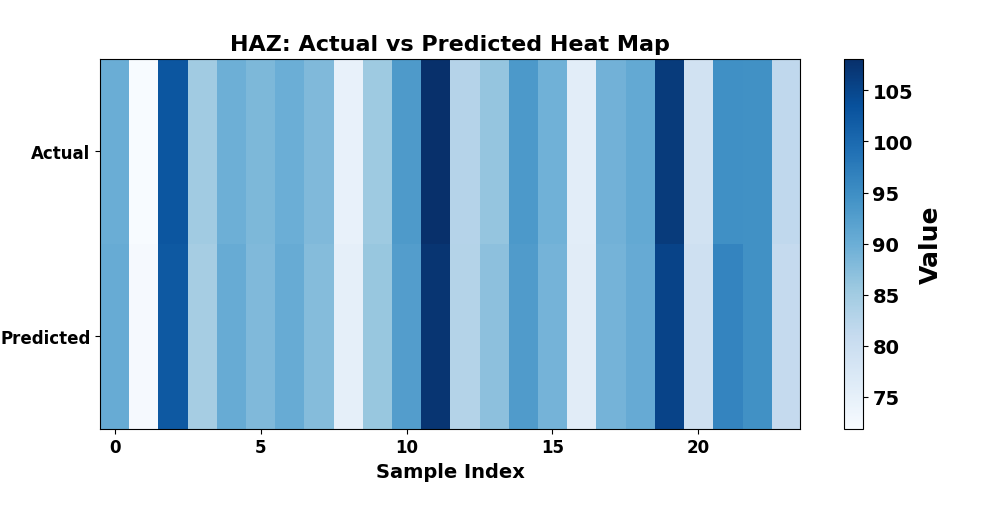 HAZ: Actual vs Predicted Heat Map
Actual
Predicted
0 5 10 15 20
Sample Index
105
100
95
90
85
80
75
Value